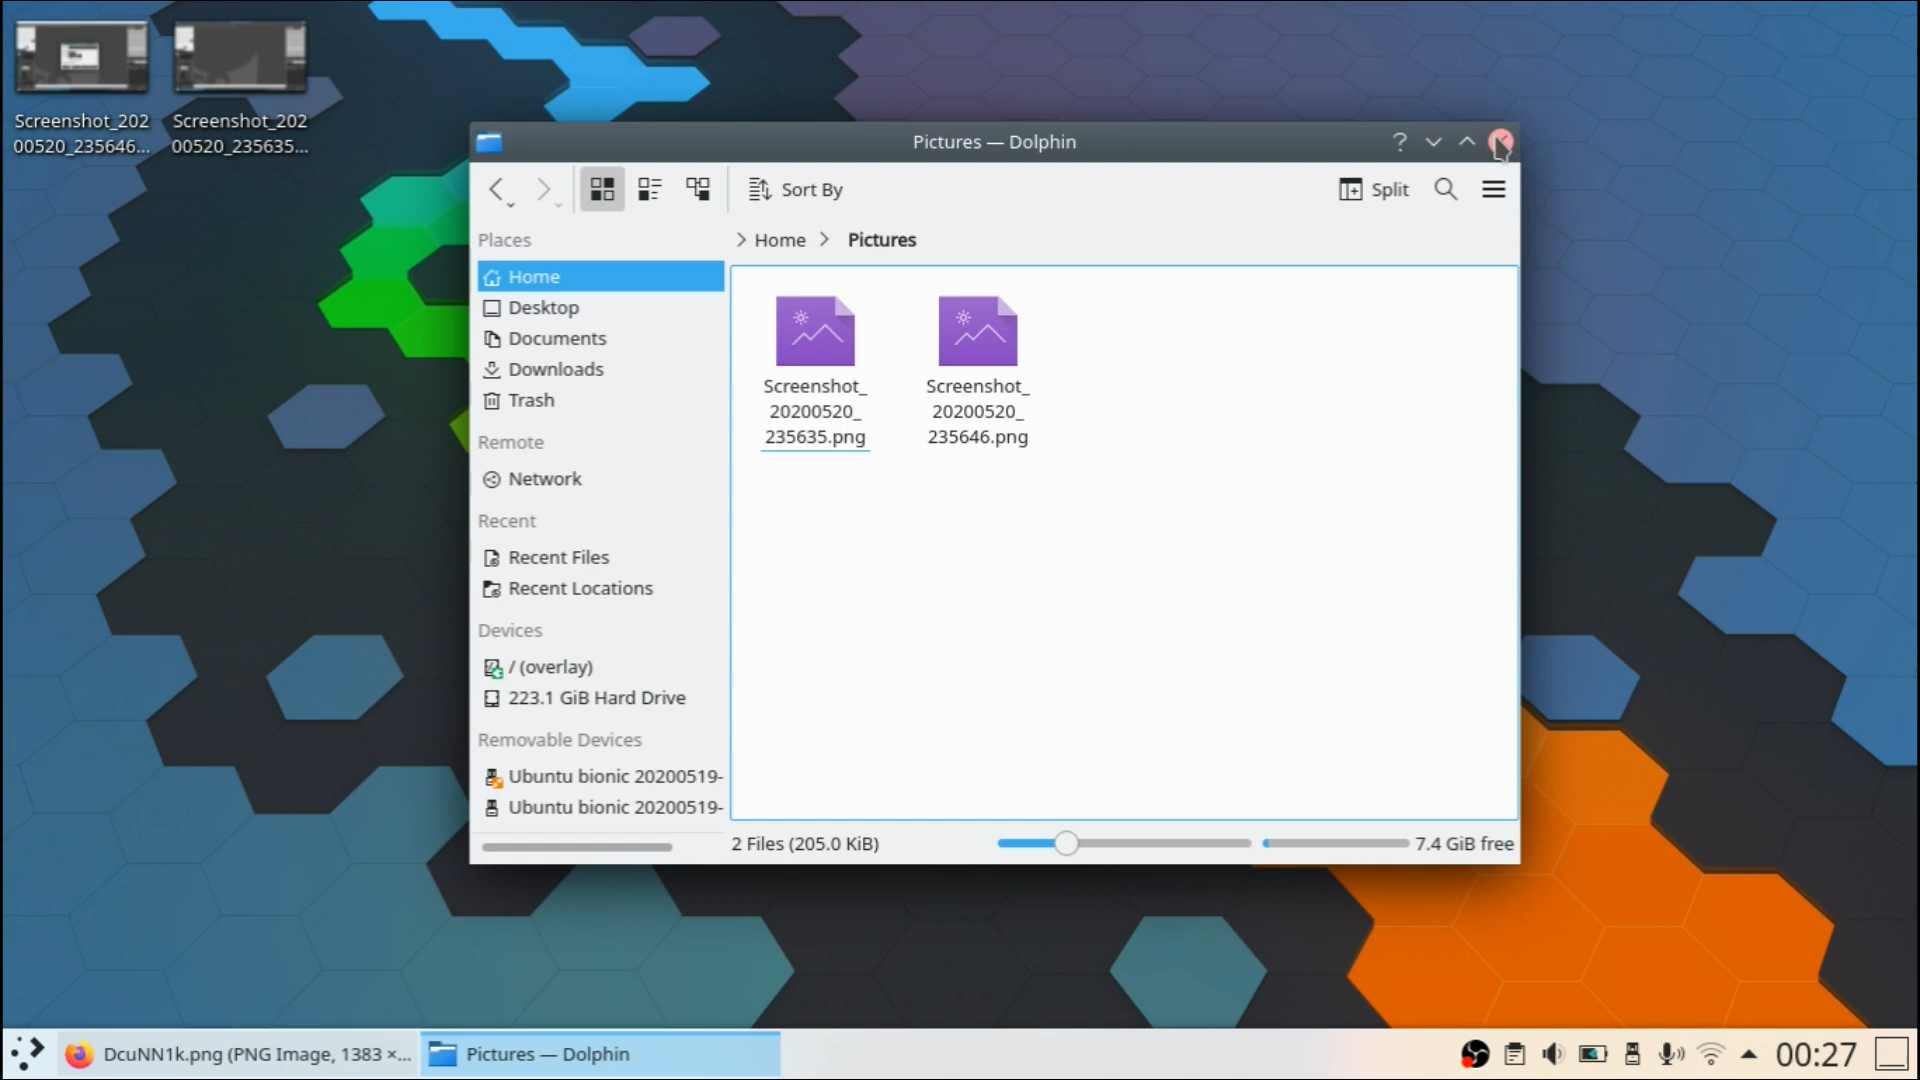 Screenshot_202
00520_235646...
Screenshot_202
00520_235635...
Pictures — Dolphin
?
Sort By
Split
Places
> Home > Pictures
Home
Desktop
Documents
Downloads
Trash
Remote
Network
Recent
Recent Files
Recent Locations
Devices
/ (overlay)
223.1 GiB Hard Drive
Removable Devices
Ubuntu bionic 20200519-
Ubuntu bionic 20200519-
Screenshot_
20200520_
235635.png
Screenshot_
20200520_
235646.png
2 Files (205.0 KiB)
7.4 GiB free
DcuNN1k.png (PNG Image, 1383 ×...
Pictures — Dolphin
00:27